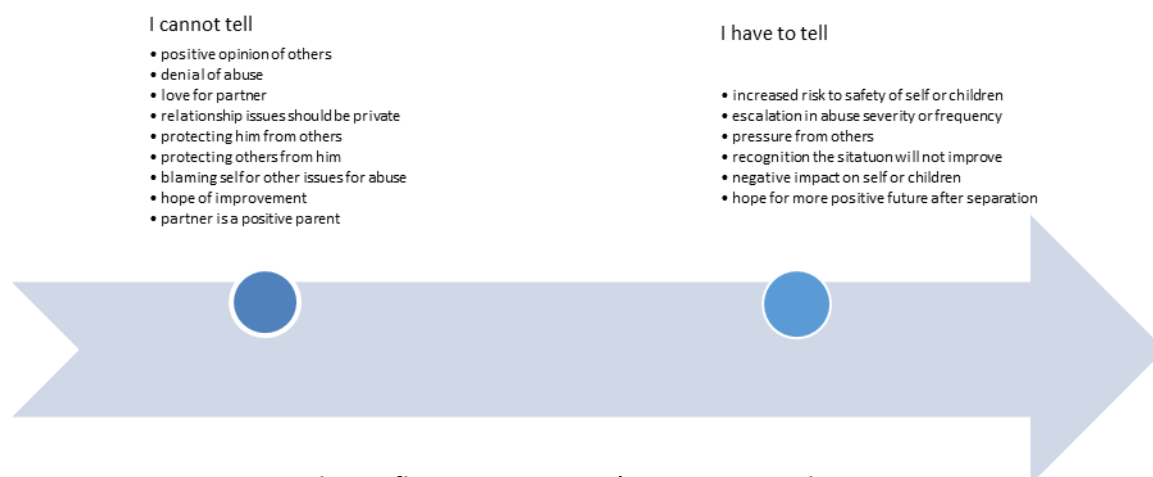 I cannot tell
• positive opinion of others
• denial of abuse
• love for partner
• relationship issues should be private
• protecting him from others
• protecting others from him
• blaming self or other issues for abuse
• hope of improvement
• partner is a positive parent
I have to tell
• increased risk to safety of self or children
• escalation in abuse severity or frequency
• pressure from others
• recognition the sitatuon will not improve
• negative impact on self or children
• hope for more positive future after separation